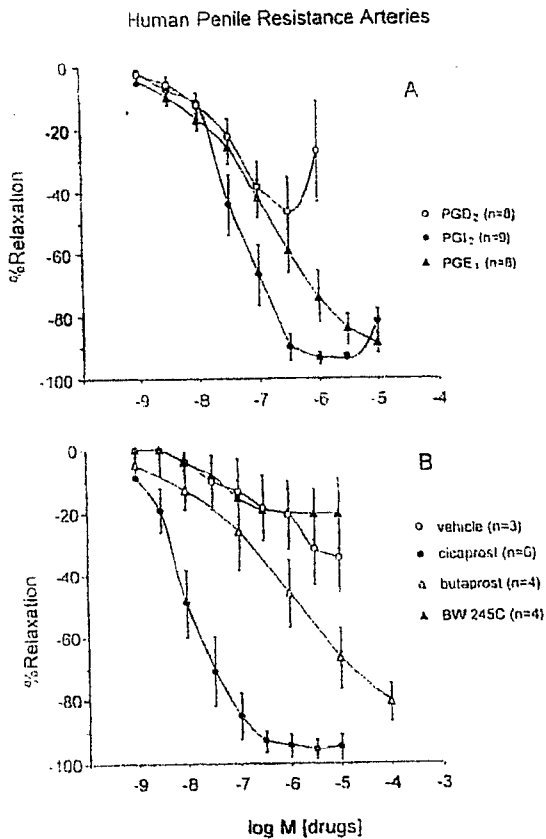 Human Penile Resistance Arteries
A
0
-20
-40
-60
-80
-100
%Relaxation
-9 -8 -7 -6 -5 -4
PGD₂ (n=8)
PGI₂ (n=9)
PGE₁ (n=8)
B
0
-20
-40
-60
-80
-100
%Relaxation
-9 -8 -7 -6 -5 -4 -3
vehicle (n=3)
cicaprost (n=6)
butaprost (n=4)
BW 245C (n=4)
log M [drugs]